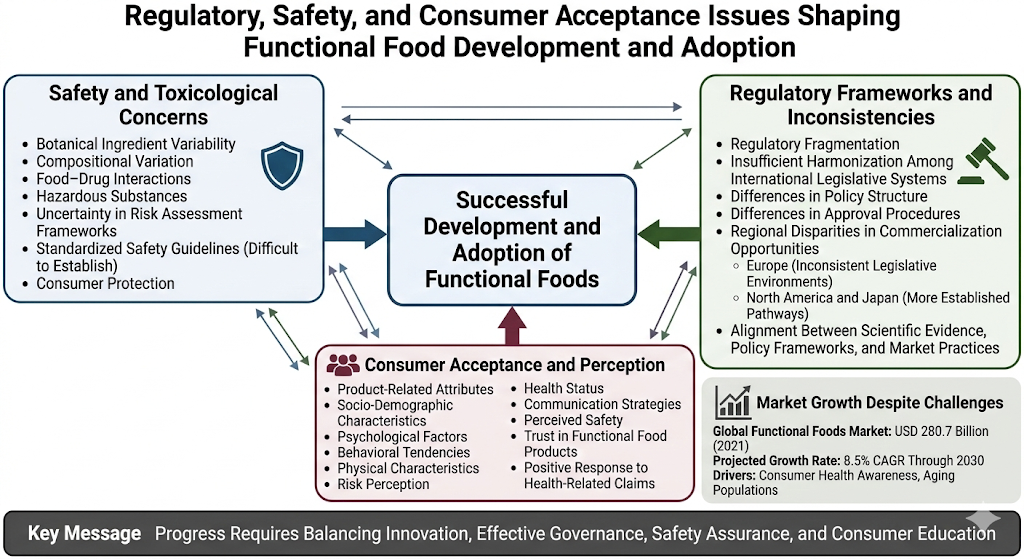 Regulatory, Safety, and Consumer Acceptance Issues Shaping
Functional Food Development and Adoption
Safety and Toxicological
Concerns
• Botanical Ingredient Variability
• Compositional Variation
• Food–Drug Interactions
• Hazardous Substances
• Uncertainty in Risk Assessment
Frameworks
• Standardized Safety Guidelines (Difficult
to Establish)
• Consumer Protection
Successful
Development and
Adoption of
Functional Foods
Regulatory Frameworks and
Inconsistencies
• Regulatory Fragmentation
• Insufficient Harmonization Among
International Legislative Systems
• Differences in Policy Structure
• Differences in Approval Procedures
• Regional Disparities in Commercialization
Opportunities
○ Europe (Inconsistent Legislative
Environments)
○ North America and Japan (More Established
Pathways)
• Alignment Between Scientific Evidence,
Policy Frameworks, and Market Practices
Consumer Acceptance and Perception
• Product-Related Attributes
• Socio-Demographic
Characteristics
• Psychological Factors
• Behavioral Tendencies
• Physical Characteristics
• Risk Perception
• Health Status
• Communication Strategies
• Perceived Safety
• Trust in Functional Food
Products
• Positive Response to
Health-Related Claims
Market Growth Despite Challenges
Global Functional Foods Market: USD 280.7 Billion
(2021)
Projected Growth Rate: 8.5% CAGR Through 2030
Drivers: Consumer Health Awareness, Aging
Populations
Key Message Progress Requires Balancing Innovation, Effective Governance, Safety Assurance, and Consumer Education